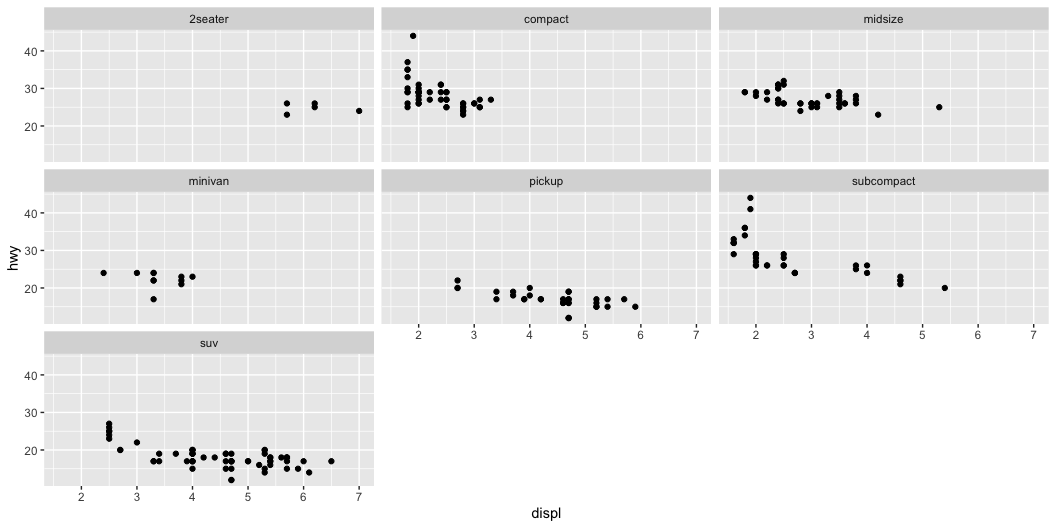 2seater compact midsize
40
30
20
minivan pickup subcompact
40
30
20
hwy
2 3 4 5 6 7 2 3 4 5 6 7
suv
40
30
20
2 3 4 5 6 7
displ